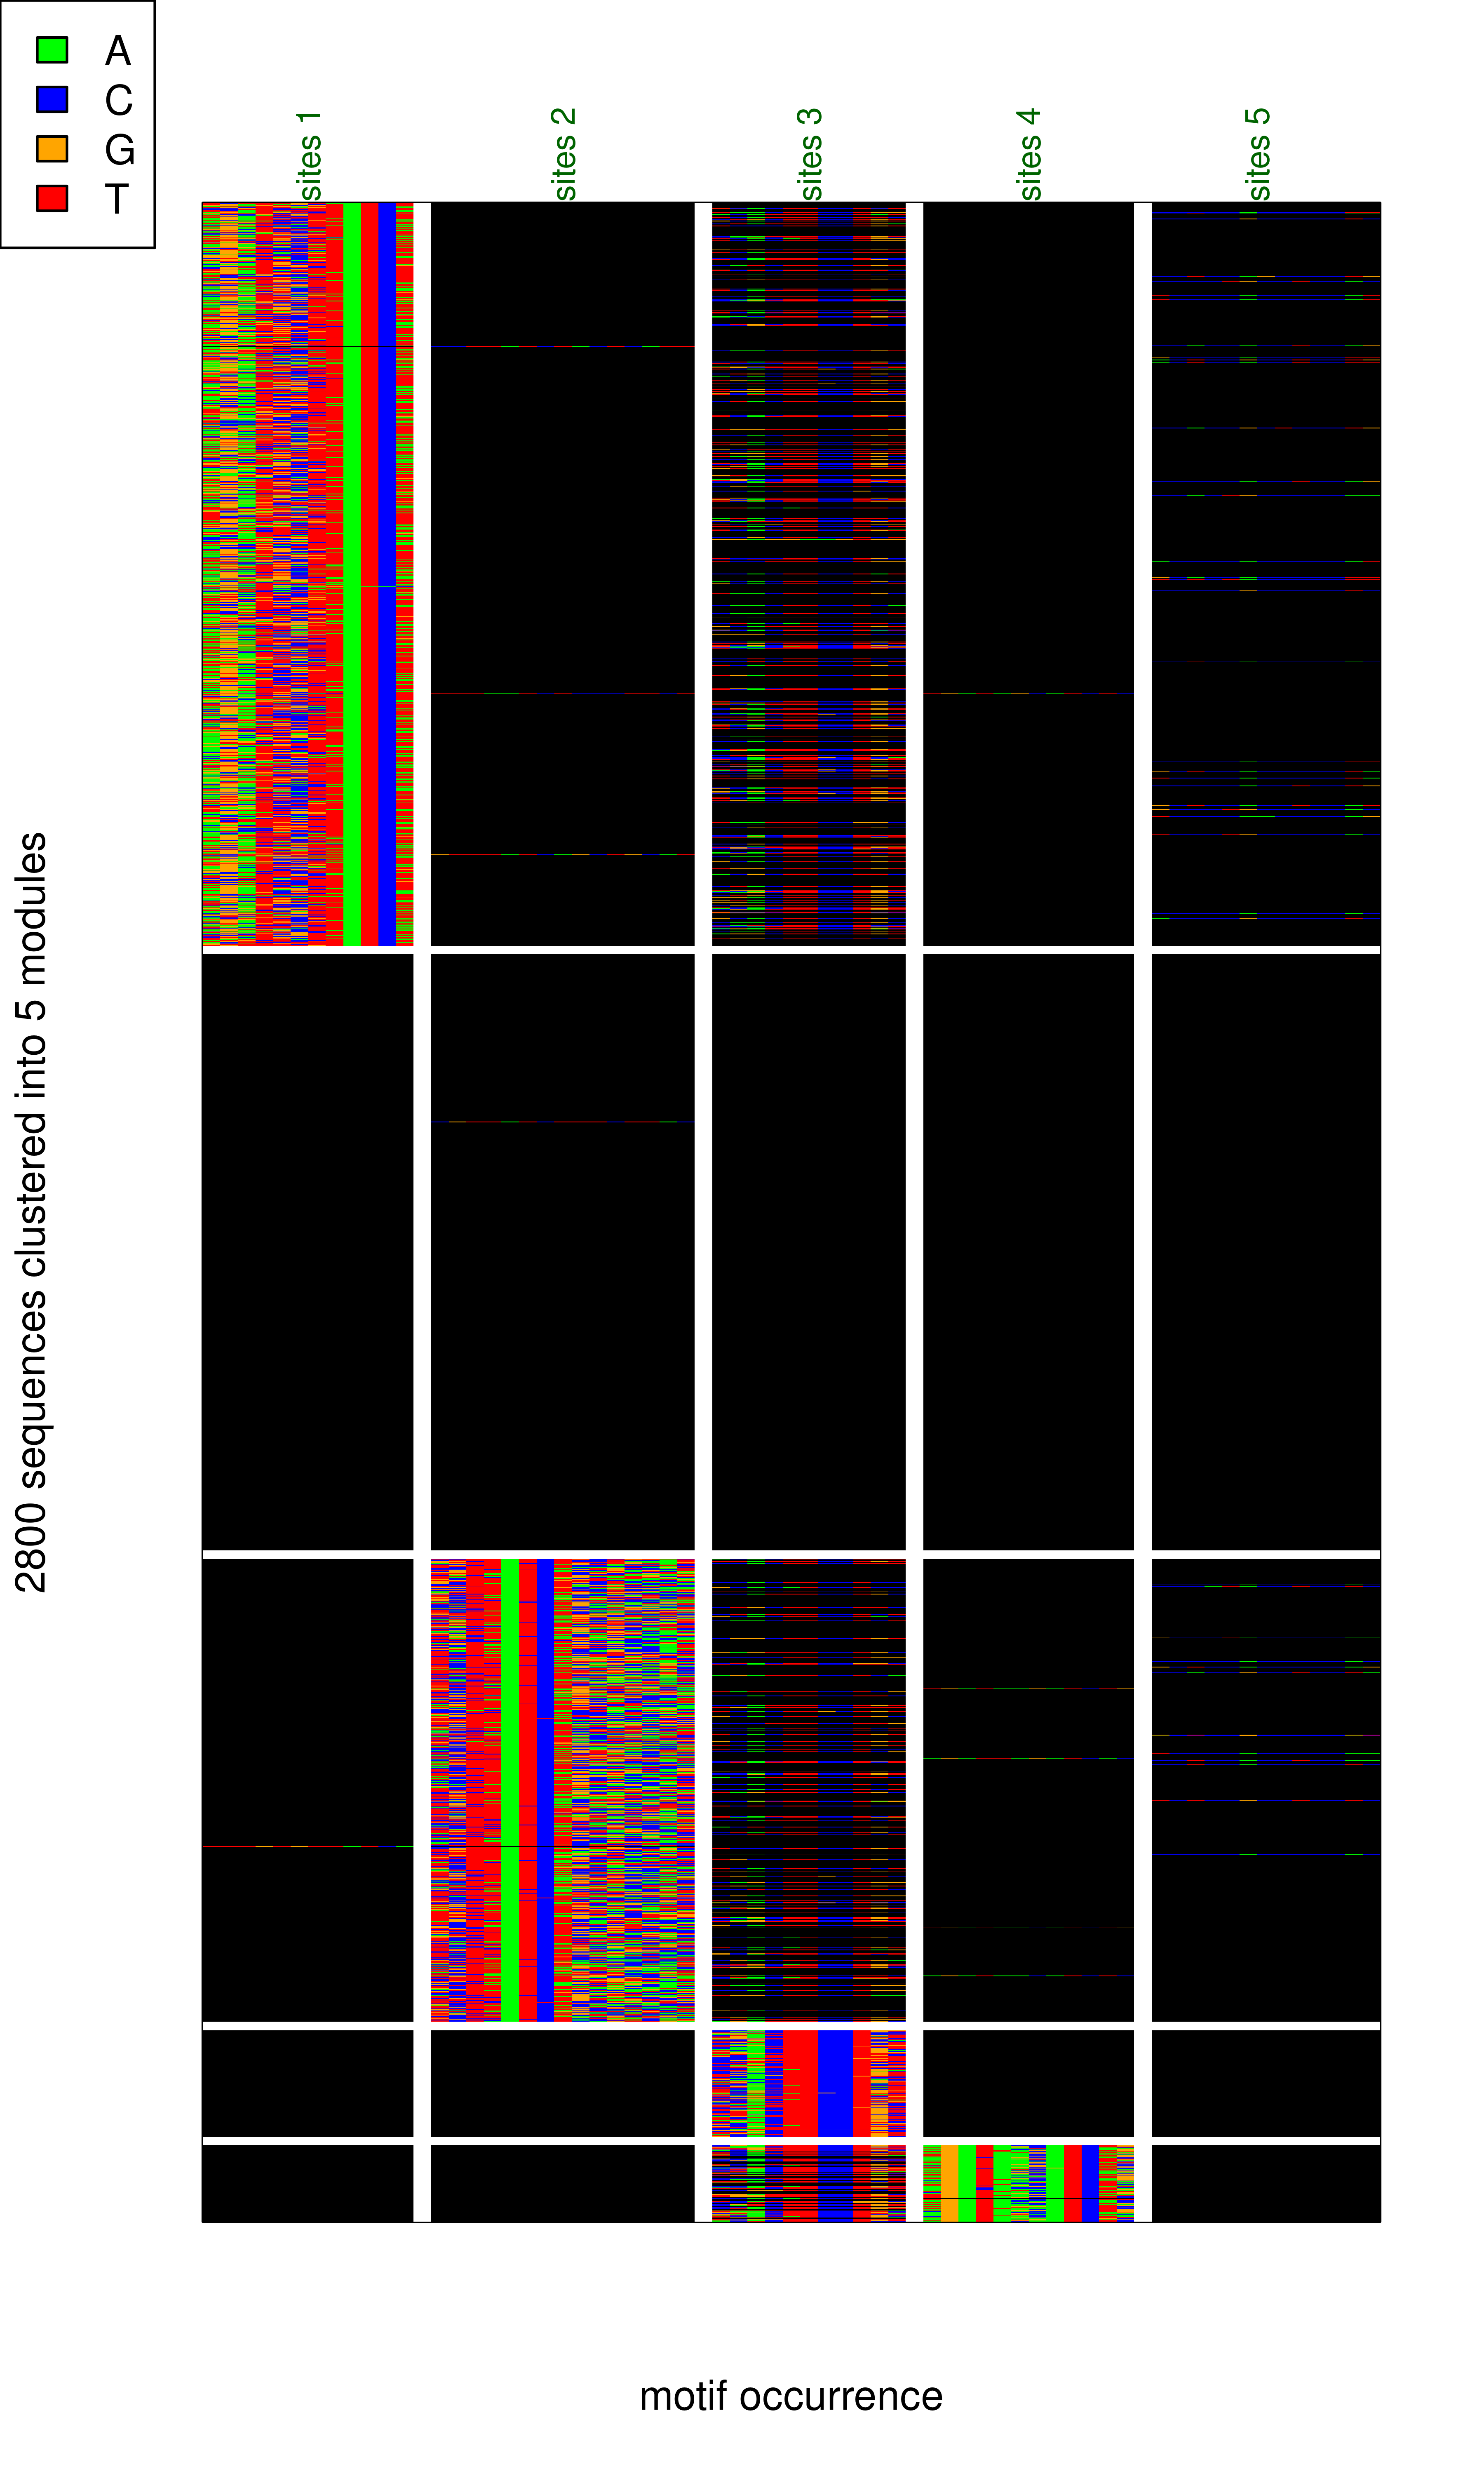 A
C
G
T
sites 1
sites 2
sites 3
sites 4
sites 5
2800 sequences clustered into 5 modules
motif occurrence